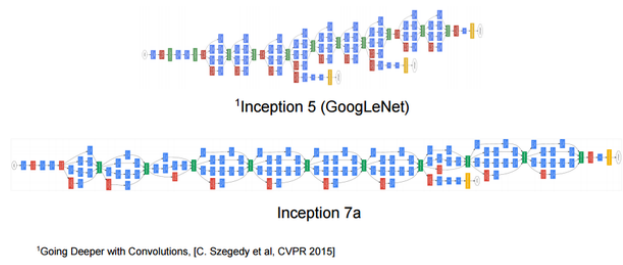 ¹Inception 5 (GoogLeNet)
Inception 7a
¹Going Deeper with Convolutions, [C. Szegedy et al, CVPR 2015]